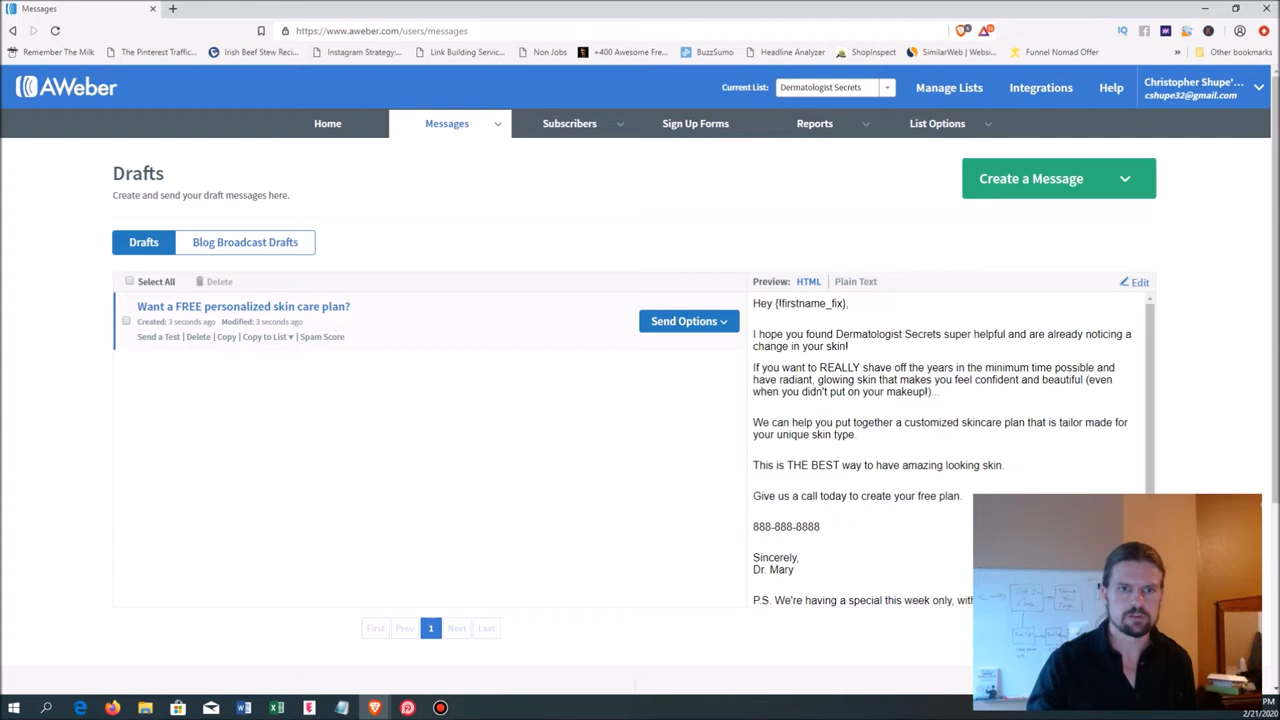 Messages
https://www.aweber.com/users/messages
Remember The Milk
The Pinterest Traffic...
Irish Beef Stew Reci...
Instagram Strategy:...
Link Building Servic...
Non Jobs
+400 Awesome Fre...
BuzzSumo
Headline Analyzer
ShopInspect
SimilarWeb | Websi...
Funnel Nomad Offer
Other bookmarks
AWeber
Current List:
Dermatologist Secrets
Manage Lists
Integrations
Help
Christopher Shupe'...
cshupe32@gmail.com
Home
Messages
Subscribers
Sign Up Forms
Reports
List Options
Drafts
Create and send your draft messages here.
Create a Message
Drafts
Blog Broadcast Drafts
Select All
Delete
Preview: HTML
Plain Text
Edit
Want a FREE personalized skin care plan?
Created: 3 seconds ago Modified: 3 seconds ago
Send a Test | Delete | Copy | Copy to List ▾ | Spam Score
Send Options
Hey {!firstname_fix},
I hope you found Dermatologist Secrets super helpful and are already noticing a
change in your skin!
If you want to REALLY shave off the years in the minimum time possible and
have radiant, glowing skin that makes you feel confident and beautiful (even
when you didn't put on your makeup!)...
We can help you put together a customized skincare plan that is tailor made for
your unique skin type.
This is THE BEST way to have amazing looking skin.
Give us a call today to create your free plan.
888-888-8888
Sincerely,
Dr. Mary
P.S. We're having a special this week only, with
First
Prev
1
Next
Last
PM
2/21/2020